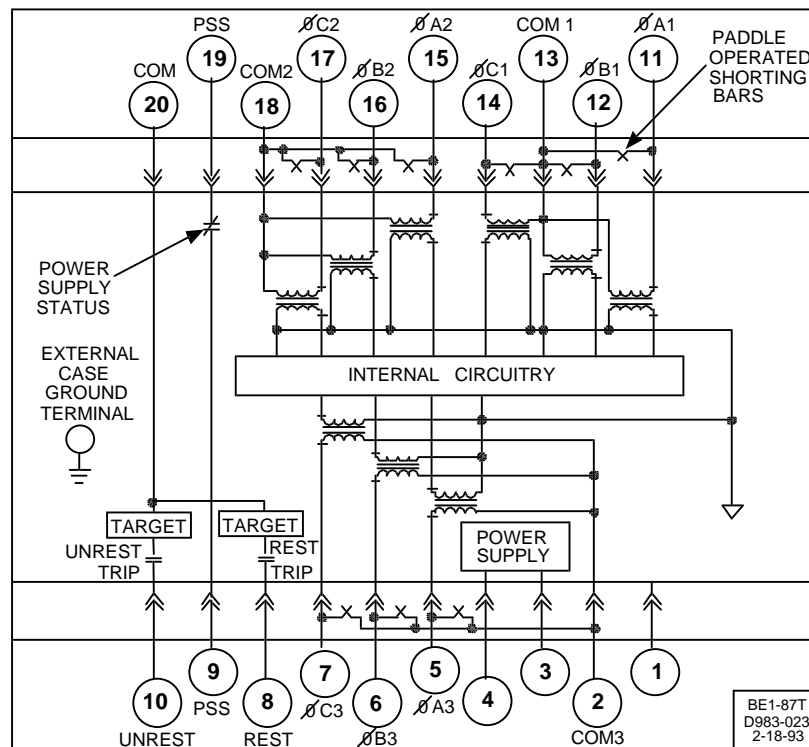 PSS
19
COM
20
COM2
18
ØC2
17
ØB2
16
ØA2
15
ØC1
14
COM 1
13
ØB1
12
ØA1
11
PADDLE
OPERATED
SHORTING
BARS
POWER
SUPPLY
STATUS
EXTERNAL
CASE
GROUND
TERMINAL
INTERNAL CIRCUITRY
TARGET
UNREST
TRIP
TARGET
REST
TRIP
POWER
SUPPLY
10
UNREST
9
PSS
8
REST
7
ØC3
6
ØB3
5
ØA3
4
3
2
COM3
1
BE1-87T
D983-023
2-18-93